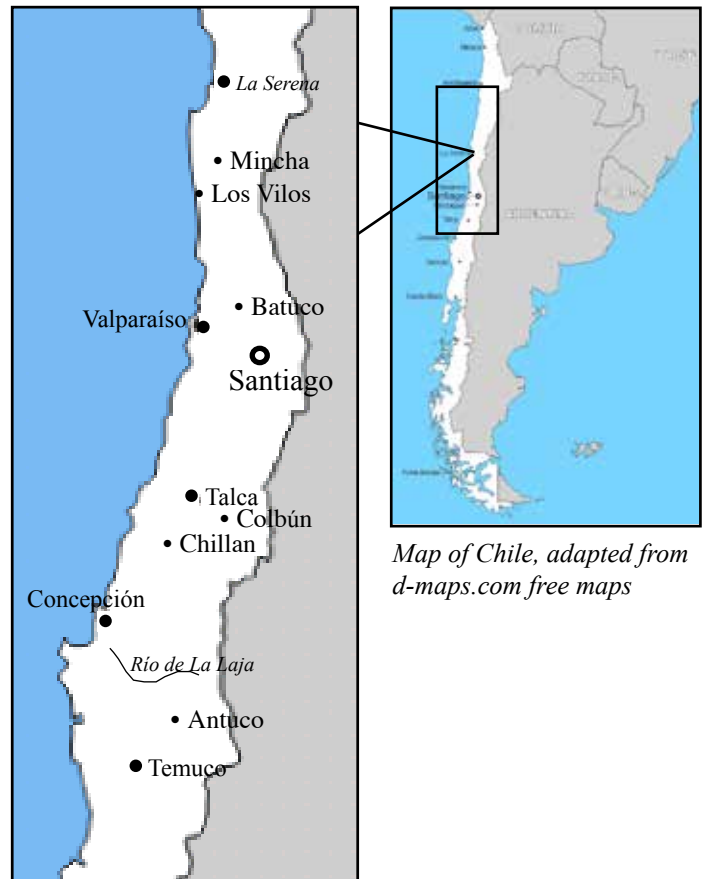 La Serena
Mincha
Los Vilos
Batuco
Valparaíso
Santiago
Talca
Colbún
Chillan
Concepción
Río de La Laja
Antuco
Temuco
Santiago
Map of Chile, adapted from
d-maps.com free maps